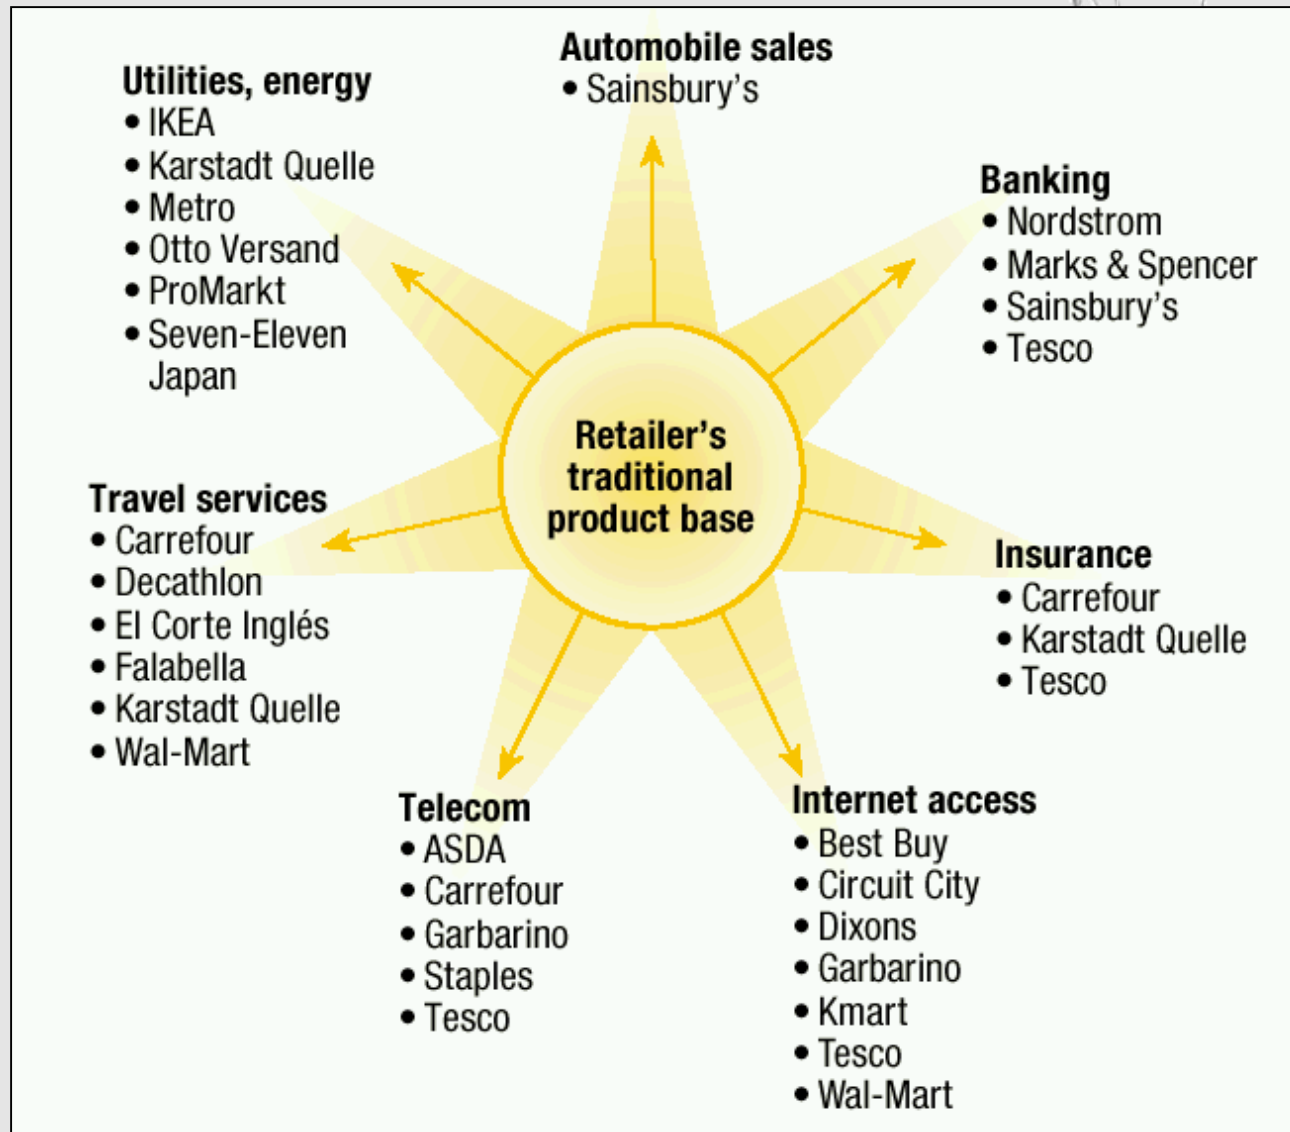 Automobile sales
• Sainsbury's
Utilities, energy
• IKEA
• Karstadt Quelle
• Metro
• Otto Versand
• ProMarkt
• Seven-Eleven
Japan
Banking
• Nordstrom
• Marks & Spencer
• Sainsbury's
• Tesco
Retailer's
traditional
product base
Travel services
• Carrefour
• Decathlon
• El Corte Inglés
• Falabella
• Karstadt Quelle
• Wal-Mart
Insurance
• Carrefour
• Karstadt Quelle
• Tesco
Telecom
• ASDA
• Carrefour
• Garbarino
• Staples
• Tesco
Internet access
• Best Buy
• Circuit City
• Dixons
• Garbarino
• Kmart
• Tesco
• Wal-Mart